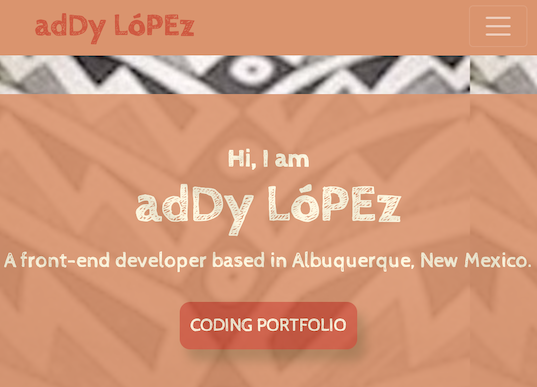 adDy LóPEz
Hi, I am
adDy LóPEz
A front-end developer based in Albuquerque, New Mexico.
CODING PORTFOLIO